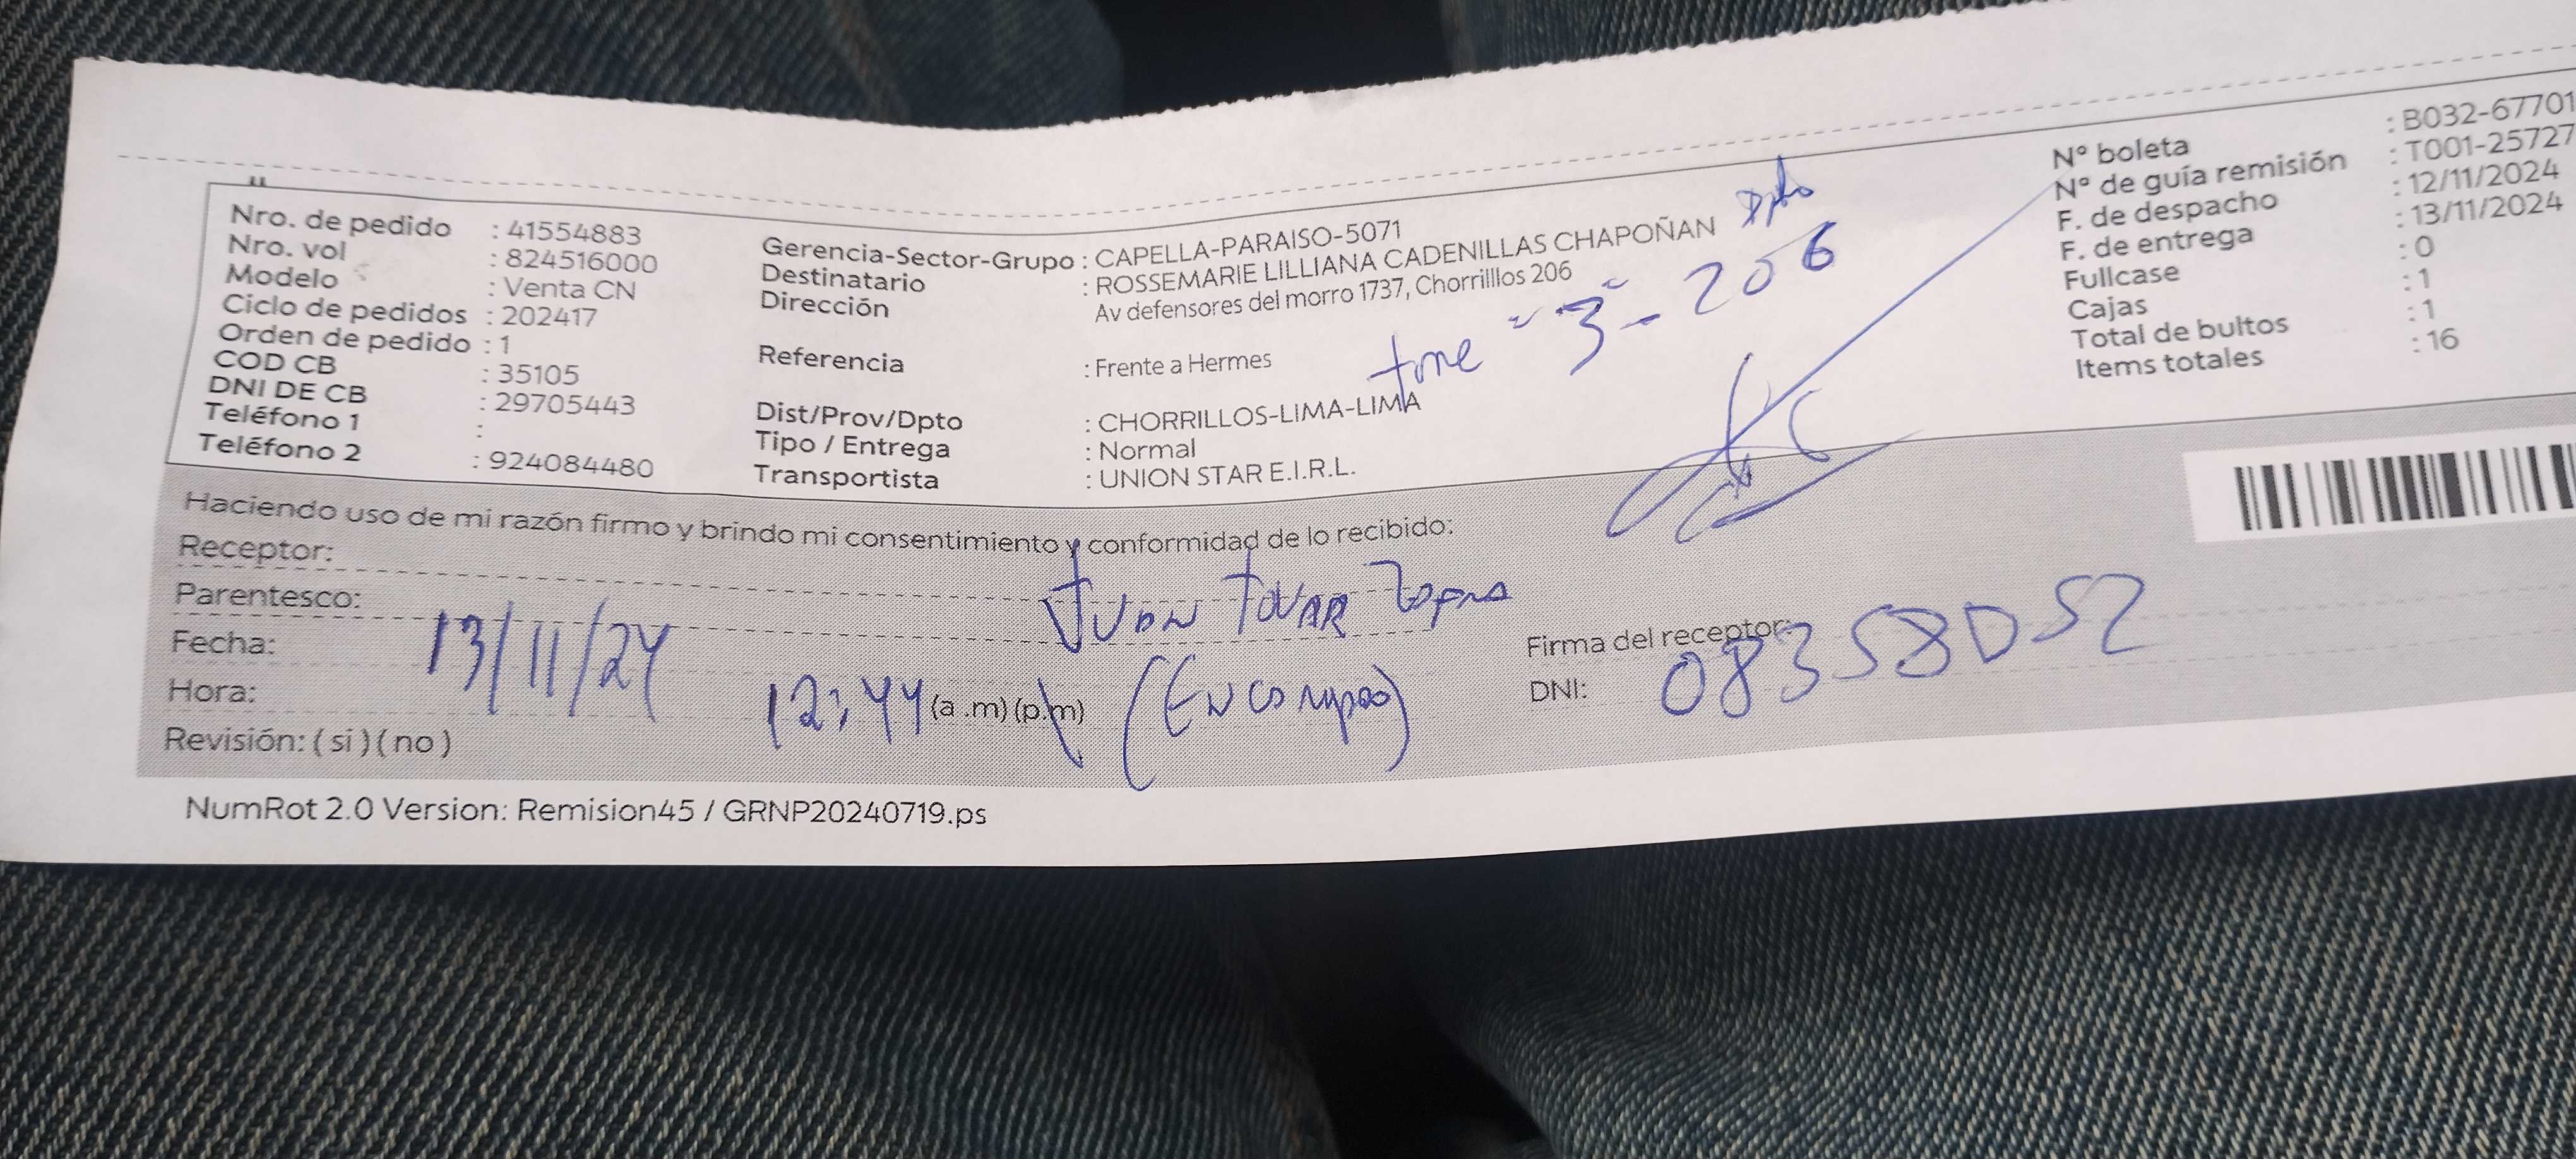 Nro. de pedido : 41554883
Nro. vol : 824516000
Modelo : Venta CN
Ciclo de pedidos : 202417
Orden de pedido : 1
COD CB : 35105
DNI DE CB : 29705443
Teléfono 1 :
Teléfono 2 : 924084480
Gerencia-Sector-Grupo : CAPELLA-PARAISO-5071
Destinatario : ROSSEMARIE LILLIANA CADENILLAS CHAPOÑAN
Dirección Av defensores del morro 1737, Chorrilllos 206
Dpto
"3"- 206
Referencia : Frente a Hermes
Dist/Prov/Dpto : CHORRILLOS-LIMA-LIMA
Tipo / Entrega : Normal
Transportista : UNION STAR E.I.R.L.
N° boleta : B032-67701
N° de guía remisión : T001-25727
F. de despacho : 12/11/2024
F. de entrega : 13/11/2024
Fullcase : 0
Cajas : 1
Total de bultos : 1
Items totales : 16
Haciendo uso de mi razón firmo y brindo mi consentimiento y conformidad de lo recibido:
Receptor:
Parentesco: JUAN TOVAR
Fecha: 13/11/24
Hora: 12:44 (a .m) (p.m)
Revisión: ( si ) ( no )
Firma del receptor:
DNI: 08358052
NumRot 2.0 Version: Remision45 / GRNP20240719.ps